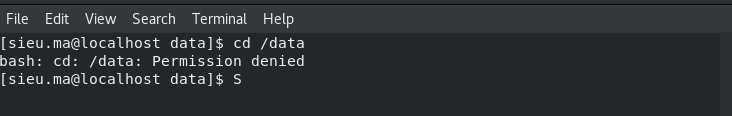 File Edit View Search Terminal Help
[sieu.ma@localhost data]$ cd /data
bash: cd: /data: Permission denied
[sieu.ma@localhost data]$ S